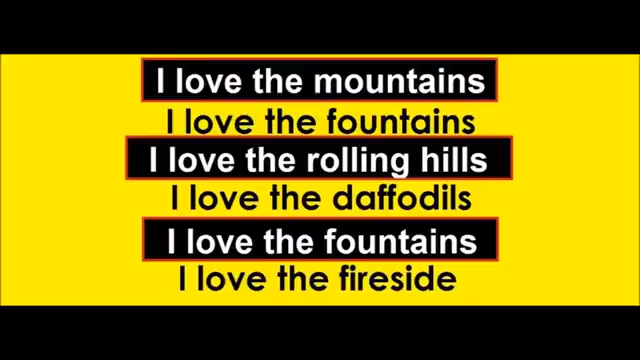 I love the mountains
I love the fountains
I love the rolling hills
I love the daffodils
I love the fountains
I love the fireside